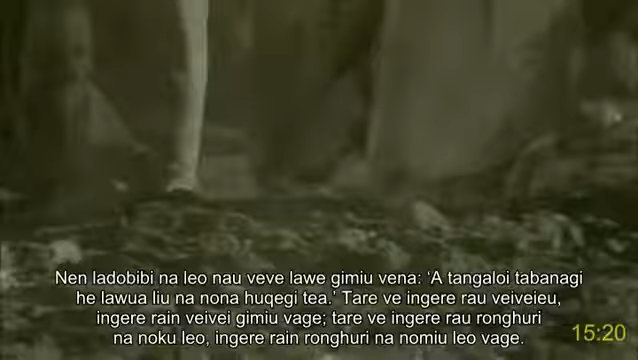 Nen ladobibi na leo nau veve lawe gimiu vena: ‘A tangaloi tabanagi
he lawua liu na nona huqegi tea.’ Tare ve ingere rau veiveieu,
ingere rain veivei gimiu vage; tare ve ingere rau ronghuri
na noku leo, ingere rain ronghuri na nomiu leo vage.
15:20